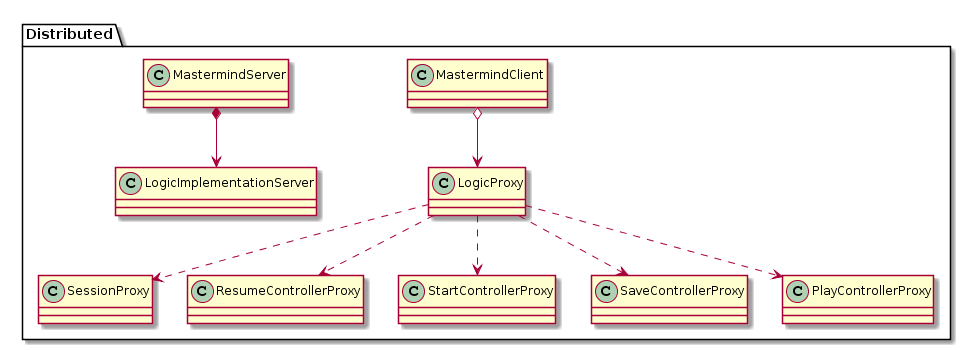 Distributed
C MastermindServer
C MastermindClient
C LogicImplementationServer
C LogicProxy
C SessionProxy
C ResumeControllerProxy
C StartControllerProxy
C SaveControllerProxy
C PlayControllerProxy